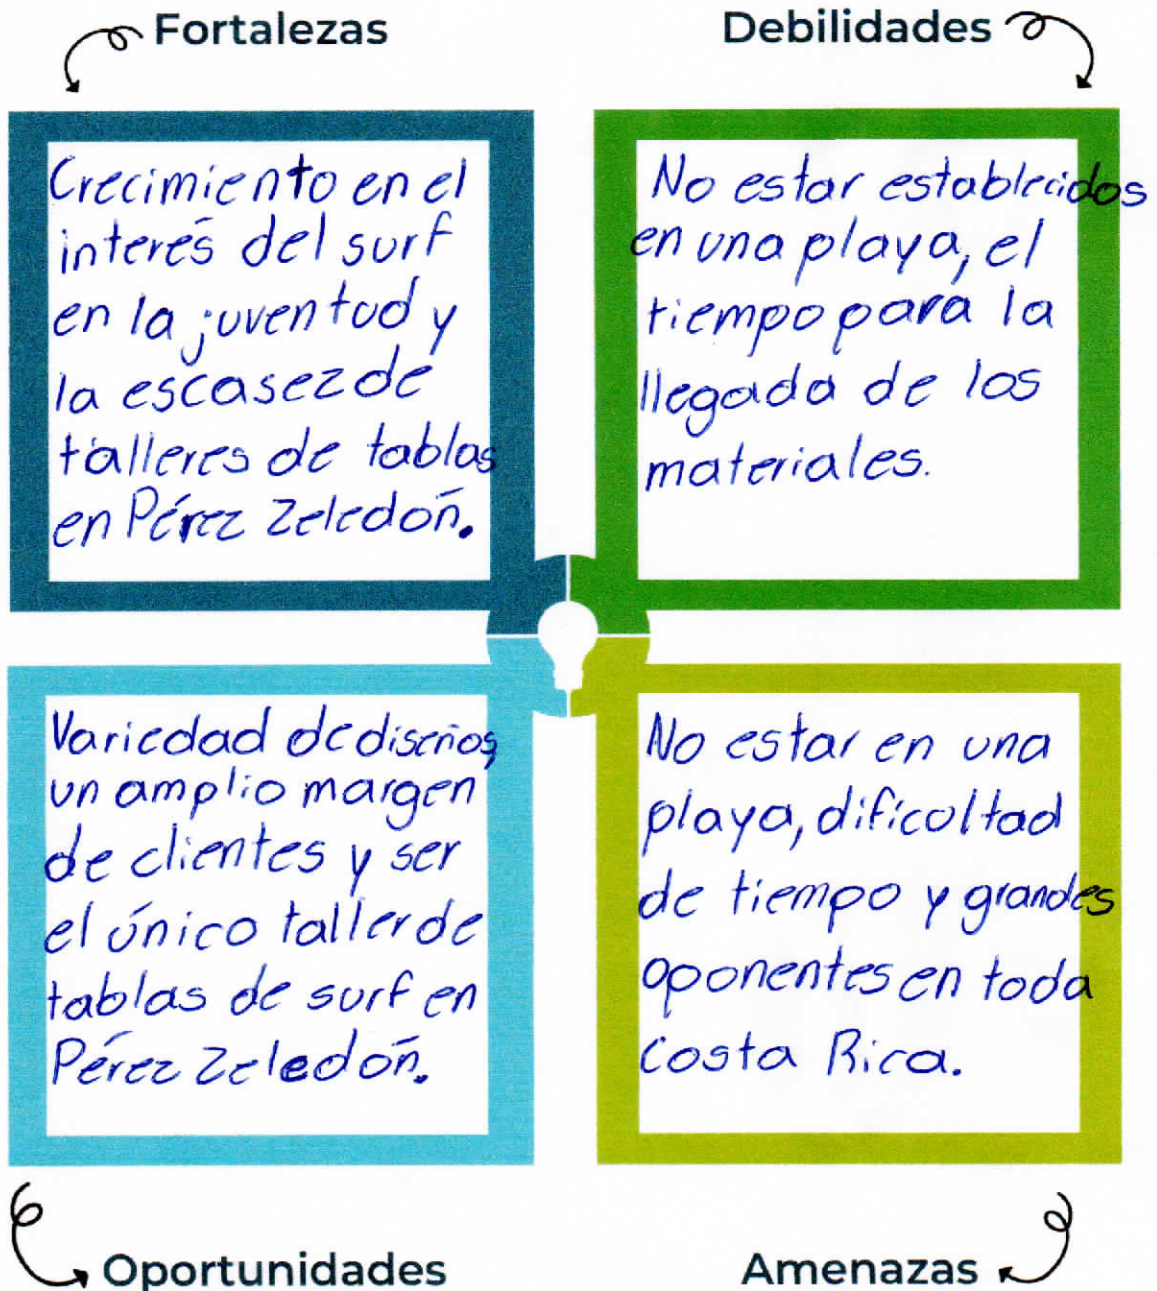 Fortalezas
Crecimiento en el
interés del surf
en la juventud y
la escasez de
talleres de tablas
en Pérez Zeledón.
Debilidades
No estar establecidos
en una playa, el
tiempo para la
llegada de los
materiales.
Variedad de diseños,
un amplio margen
de clientes y ser
el único taller de
tablas de surf en
Pérez Zeledón.
Oportunidades
No estar en una
playa, dificultad
de tiempo y grandes
oponentes en toda
Costa Rica.
Amenazas